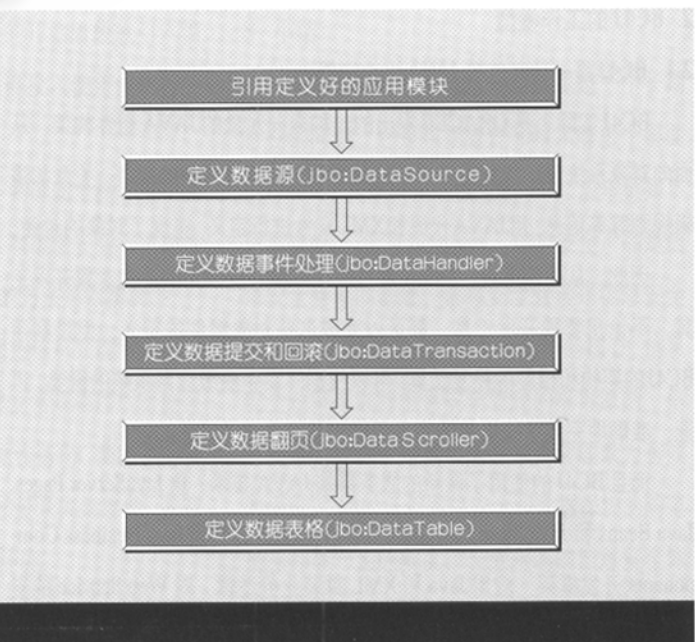 引用定义好的应用模块
定义数据源(jbo:DataSource)
定义数据事件处理(jbo:DataHandler)
定义数据提交和回滚(jbo:DataTransaction)
定义数据翻页(jbo:DataScroller)
定义数据表格(jbo:DataTable)